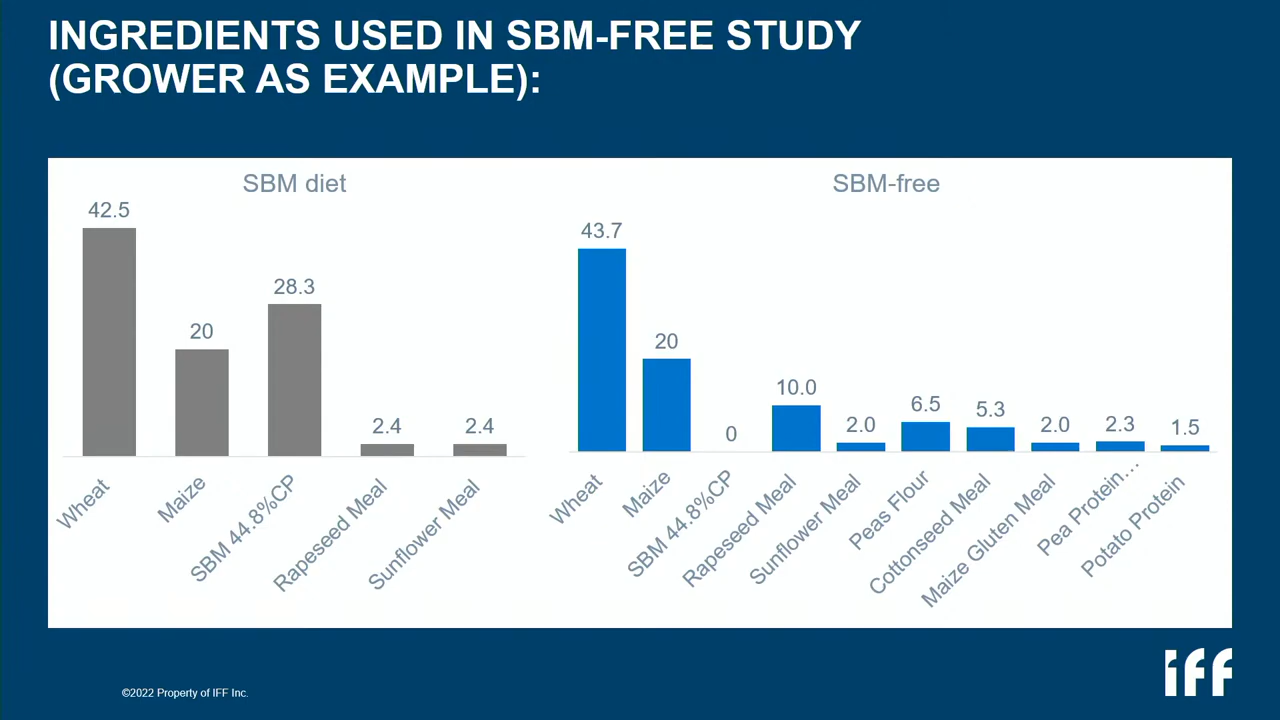 INGREDIENTS USED IN SBM-FREE STUDY
(GROWER AS EXAMPLE):
SBM diet
42.5
20
28.3
2.4
2.4
Wheat
Maize
SBM 44.8%CP
Rapeseed Meal
Sunflower Meal
SBM-free
43.7
20
0
10.0
2.0
6.5
5.3
2.0
2.3
1.5
Wheat
Maize
SBM 44.8%CP
Rapeseed Meal
Sunflower Meal
Peas Flour
Cottonseed Meal
Maize Gluten Meal
Pea Protein…
Potato Protein
©2022 Property of IFF Inc.
iff